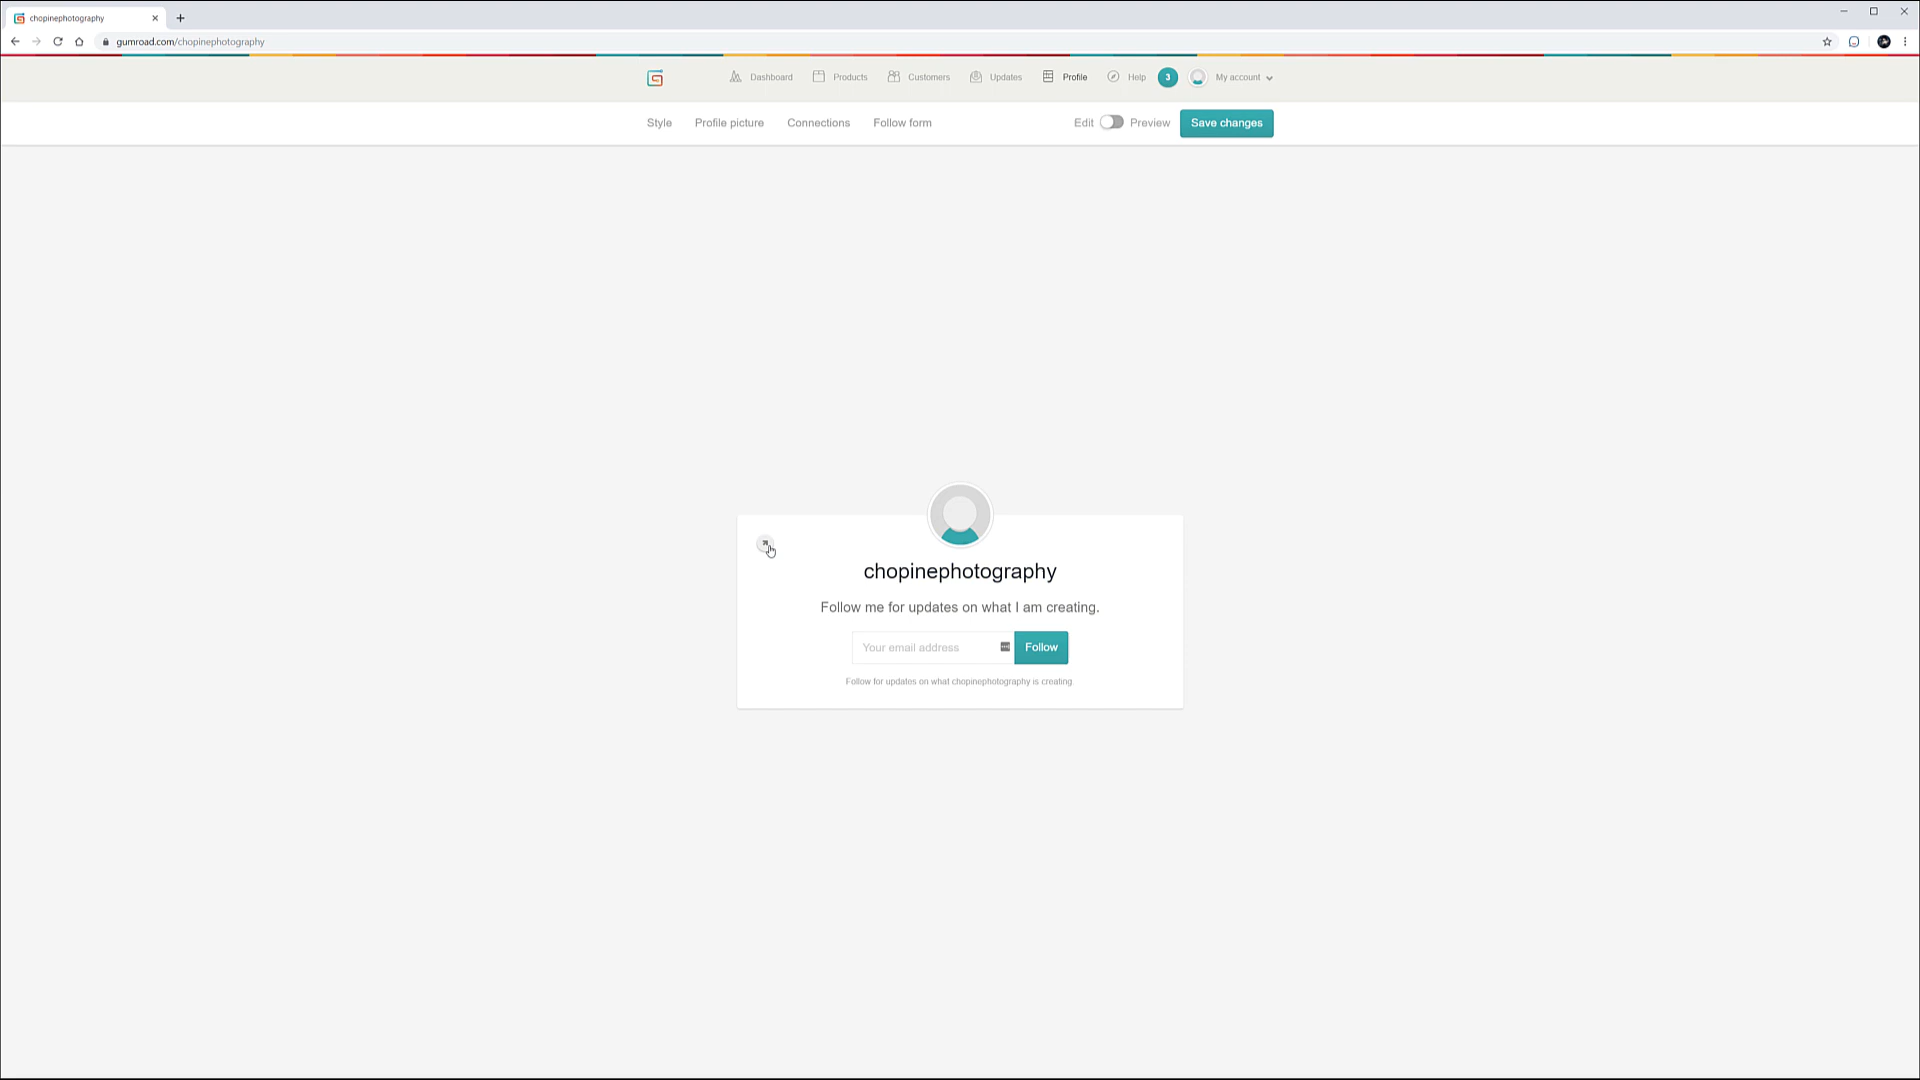 chopinephotography
gumroad.com/chopinephotography
Dashboard Products Customers Updates Profile Help 3 My account
Style Profile picture Connections Follow form Edit Preview Save changes
chopinephotography
Follow me for updates on what I am creating.
Your email address Follow
Follow for updates on what chopinephotography is creating.